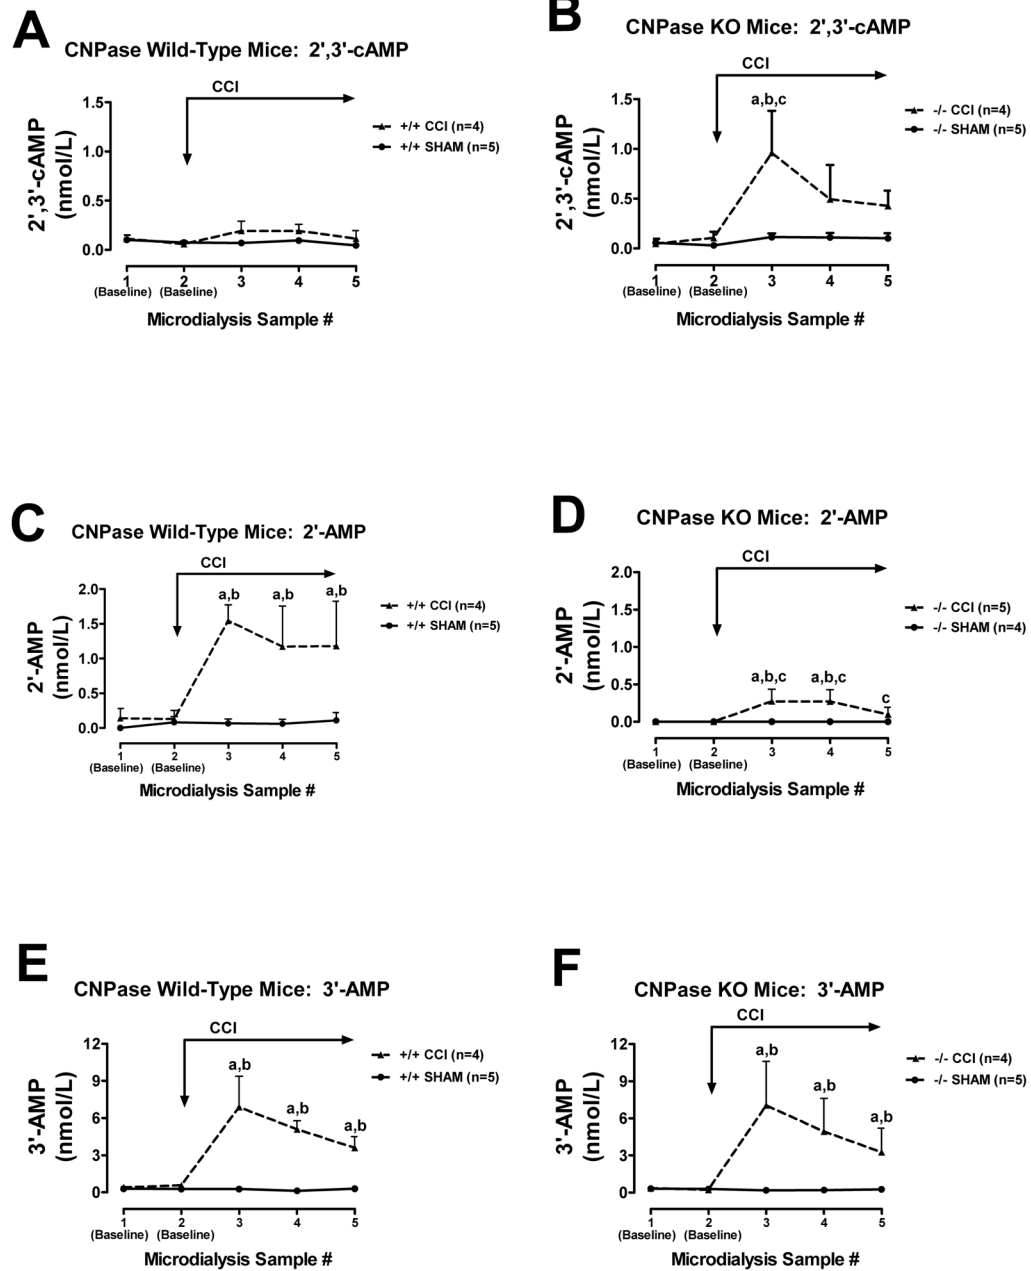 A
CNPase Wild-Type Mice: 2',3'-cAMP
CCI
1.5
1.0
0.5
0.0
2',3'-cAMP
(nmol/L)
+/+ CCI (n=4)
+/+ SHAM (n=5)
1 2 3 4 5
(Baseline) (Baseline)
Microdialysis Sample #
B
CNPase KO Mice: 2',3'-cAMP
CCI
a,b,c
1.5
1.0
0.5
0.0
2',3'-cAMP
(nmol/L)
-/- CCI (n=4)
-/- SHAM (n=5)
1 2 3 4 5
(Baseline) (Baseline)
Microdialysis Sample #
C
CNPase Wild-Type Mice: 2'-AMP
CCI
a,b a,b a,b
2.0
1.5
1.0
0.5
0.0
2'-AMP
(nmol/L)
+/+ CCI (n=4)
+/+ SHAM (n=5)
1 2 3 4 5
(Baseline) (Baseline)
Microdialysis Sample #
D
CNPase KO Mice: 2'-AMP
CCI
a,b,c a,b,c c
2.0
1.5
1.0
0.5
0.0
2'-AMP
(nmol/L)
-/- CCI (n=5)
-/- SHAM (n=4)
1 2 3 4 5
(Baseline) (Baseline)
Microdialysis Sample #
E
CNPase Wild-Type Mice: 3'-AMP
CCI
a,b a,b a,b
12
9
6
3
0
3'-AMP
(nmol/L)
+/+ CCI (n=4)
+/+ SHAM (n=5)
1 2 3 4 5
(Baseline) (Baseline)
Microdialysis Sample #
F
CNPase KO Mice: 3'-AMP
CCI
a,b a,b a,b
12
9
6
3
0
3'-AMP
(nmol/L)
-/- CCI (n=4)
-/- SHAM (n=5)
1 2 3 4 5
(Baseline) (Baseline)
Microdialysis Sample #